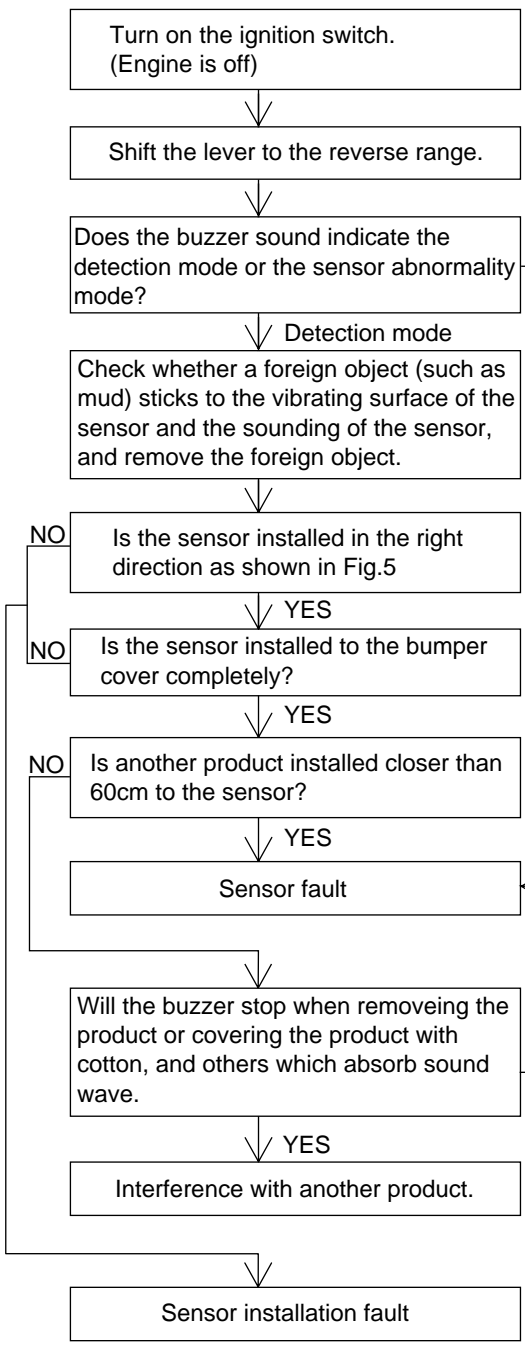 Turn on the ignition switch.
(Engine is off)
Shift the lever to the reverse range.
Does the buzzer sound indicate the
detection mode or the sensor abnormality
mode?
Detection mode
Check whether a foreign object (such as
mud) sticks to the vibrating surface of the
sensor and the sounding of the sensor,
and remove the foreign object.
NO
Is the sensor installed in the right
direction as shown in Fig.5
YES
NO
Is the sensor installed to the bumper
cover completely?
YES
NO
Is another product installed closer than
60cm to the sensor?
YES
Sensor fault
Will the buzzer stop when removeing the
product or covering the product with
cotton, and others which absorb sound
wave.
YES
Interference with another product.
Sensor installation fault